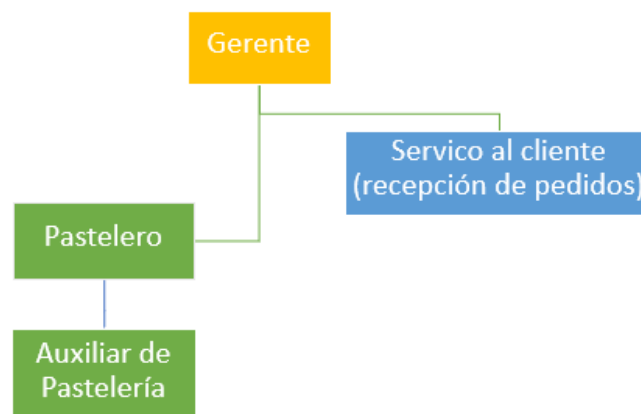 Gerente
Servico al cliente
(recepción de pedidos)
Pastelero
Auxiliar de
Pastelería